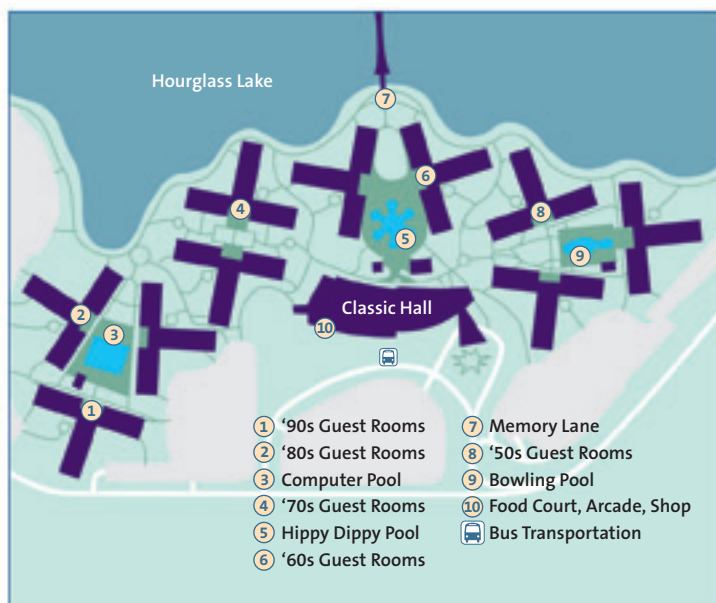 Hourglass Lake
7
6
4
8
5
9
Classic Hall
2
10
3
1
1 ‘90s Guest Rooms
2 ‘80s Guest Rooms
3 Computer Pool
4 ‘70s Guest Rooms
5 Hippy Dippy Pool
6 ‘60s Guest Rooms
7 Memory Lane
8 ‘50s Guest Rooms
9 Bowling Pool
10 Food Court, Arcade, Shop
Bus Transportation